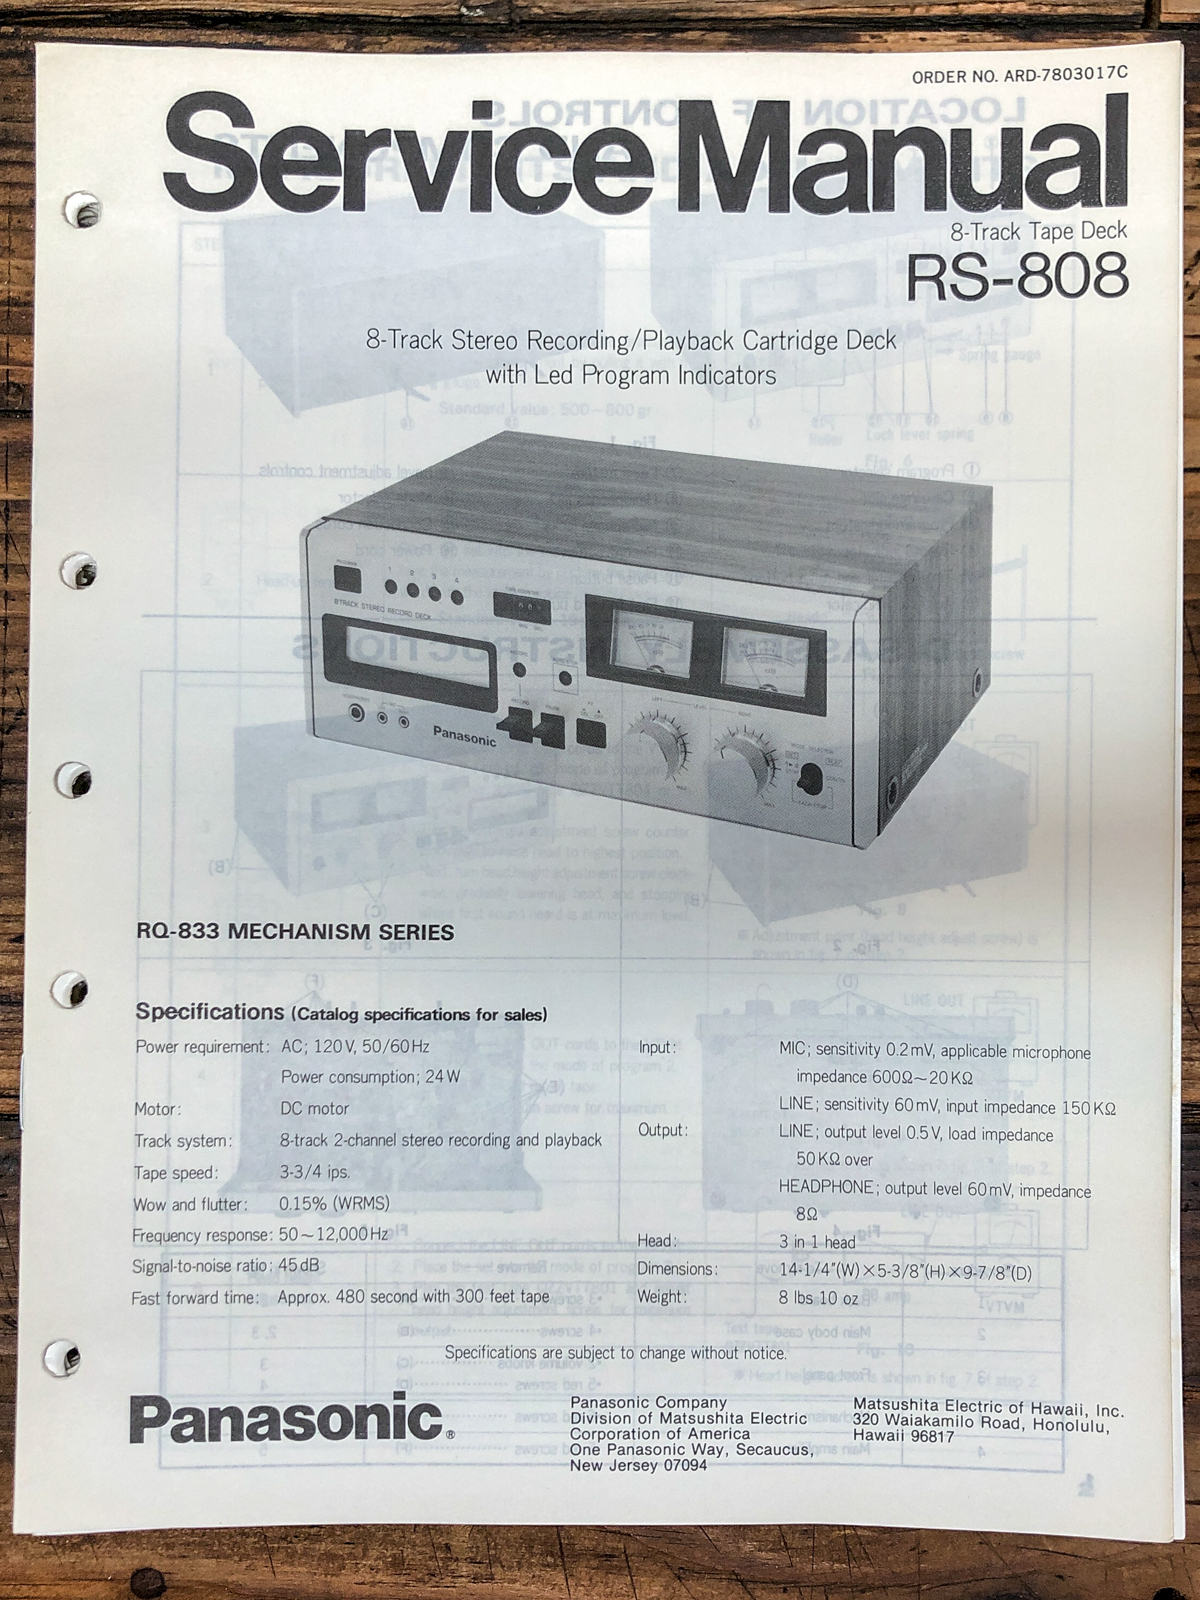 ORDER NO. ARD-7803017C
Service Manual
8-Track Tape Deck
RS-808
8-Track Stereo Recording/Playback Cartridge Deck
with Led Program Indicators
1 2 3 4
8 TRACK STEREO RECORD DECK
Panasonic
RQ-833 MECHANISM SERIES
Specifications (Catalog specifications for sales)
Power requirement: AC; 120V, 50/60Hz
Power consumption; 24W
Motor: DC motor
Track system: 8-track 2-channel stereo recording and playback
Tape speed: 3-3/4 ips.
Wow and flutter: 0.15% (WRMS)
Frequency response: 50~12,000Hz
Signal-to-noise ratio: 45dB
Fast forward time: Approx. 480 second with 300 feet tape
Input: MIC; sensitivity 0.2mV, applicable microphone
impedance 600Ω~20KΩ
LINE; sensitivity 60mV, input impedance 150KΩ
Output: LINE; output level 0.5V, load impedance
50KΩ over
HEADPHONE; output level 60mV, impedance
8Ω
Head: 3 in 1 head
Dimensions: 14-1/4"(W)×5-3/8"(H)×9-7/8"(D)
Weight: 8 lbs 10 oz
Specifications are subject to change without notice.
Panasonic®
Panasonic Company
Division of Matsushita Electric
Corporation of America
One Panasonic Way, Secaucus,
New Jersey 07094
Matsushita Electric of Hawaii, Inc.
320 Waiakamilo Road, Honolulu,
Hawaii 96817